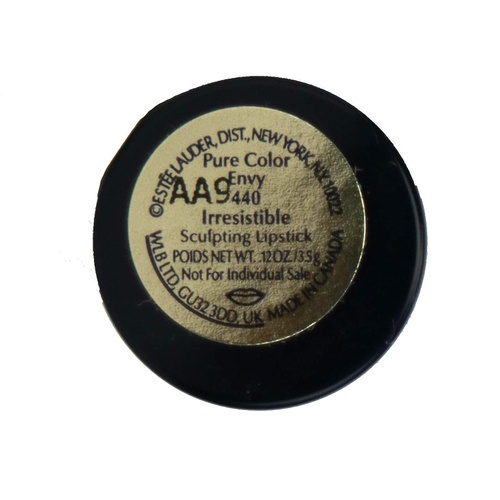 ©ESTEE LAUDER, DIST., NEW YORK, N.Y. 10022
Pure Color
Envy
AA9
440
Irresistible
Sculpting Lipstick
POIDS NET WT. .12 OZ./3.5g
Not For Individual Sale
WLB LTD, GU32 3DD, UK MADE IN CANADA